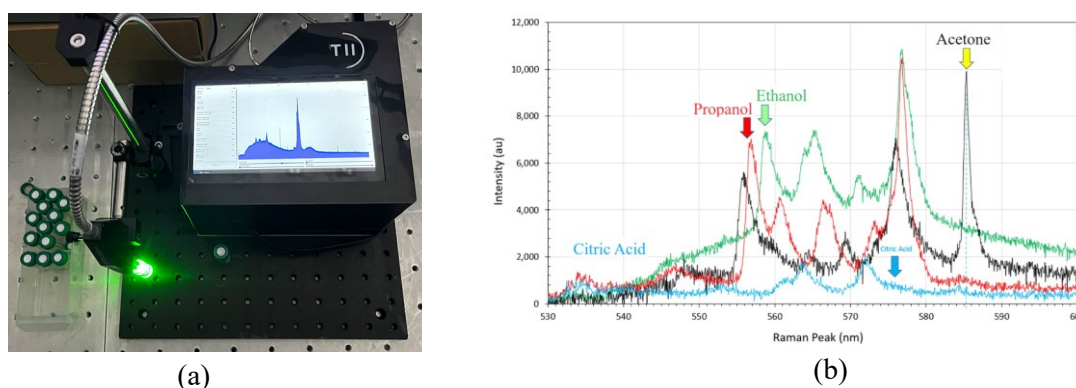 TII
12,000
10,000
8,000
6,000
4,000
2,000
0
Intensity (au)
530
540
550
560
570
580
590
Raman Peak (nm)
Acetone
Ethanol
Propanol
Citric Acid
Citric Acid
(a)
(b)